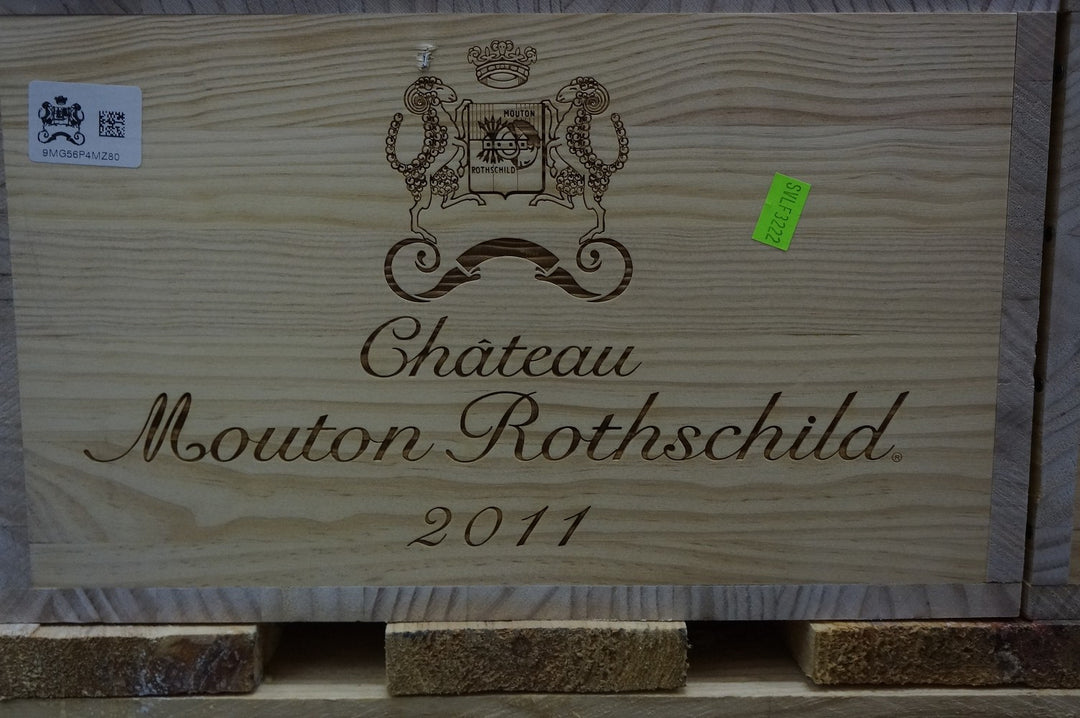 9MG56P4MZ80
MOUTON
ROTHSCHILD
SVLF3222
Château
Mouton Rothschild®
2011